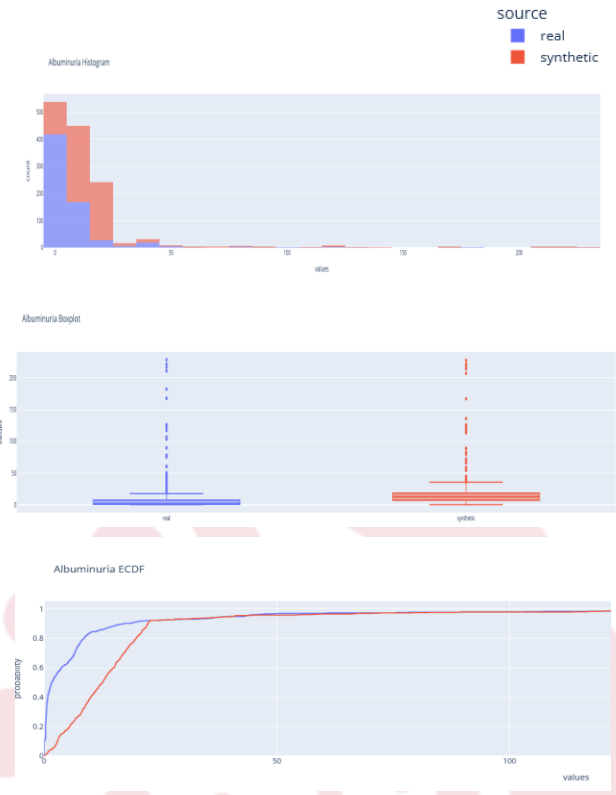 source
real
synthetic
Albuminuria Histogram
500
400
300
200
100
0
count
0 50 100 150 200
values
Albuminuria Boxplot
200
150
100
50
0
real synthetic
Albuminuria ECDF
1
0.8
0.6
0.4
0.2
0
probability
0 50 100
values